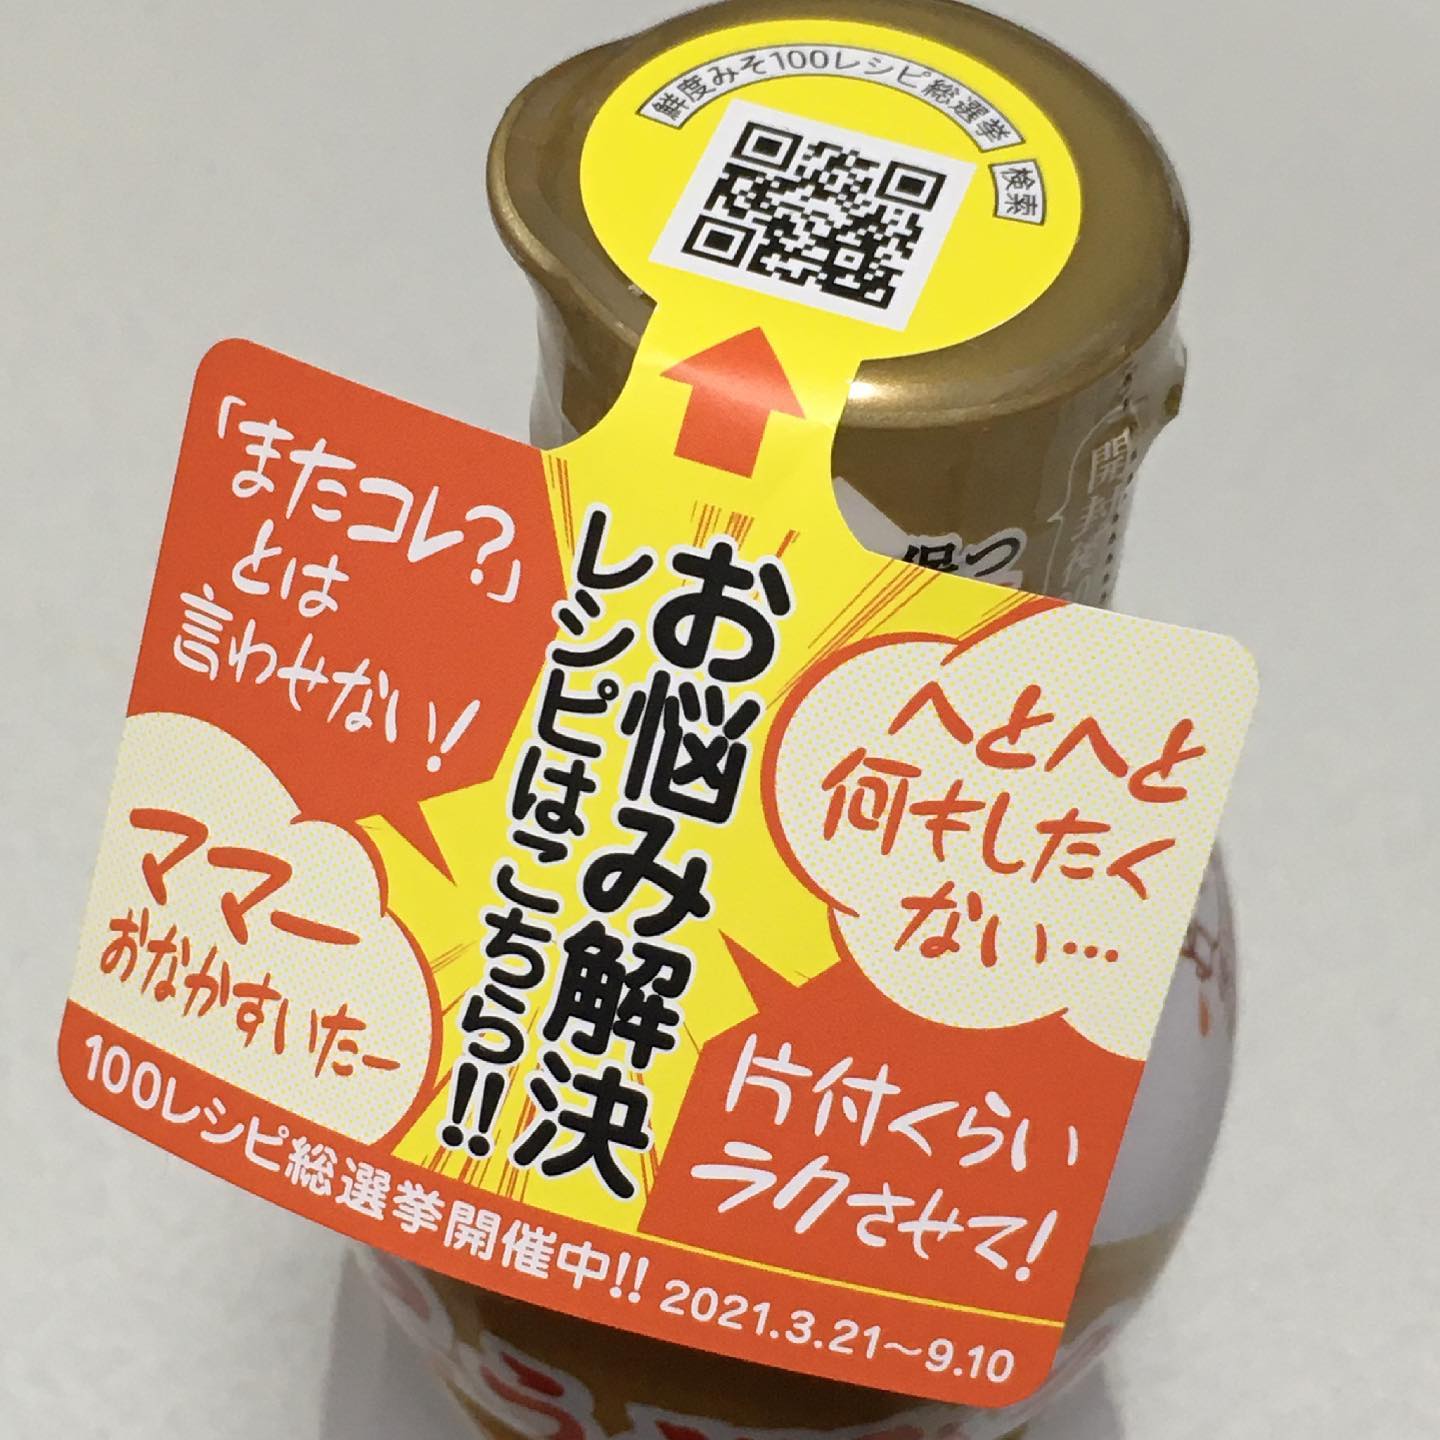 鮮度みそ100レシピ総選挙 検索
「またコレ?」
とは
言わせない!
お悩み解決
レシピはこちら!!
へとへと
何もしたく
ない…
ママー
おなかすいたー
片付くらい
ラクさせて!
100レシピ総選挙開催中!! 2021.3.21〜9.10
開封後